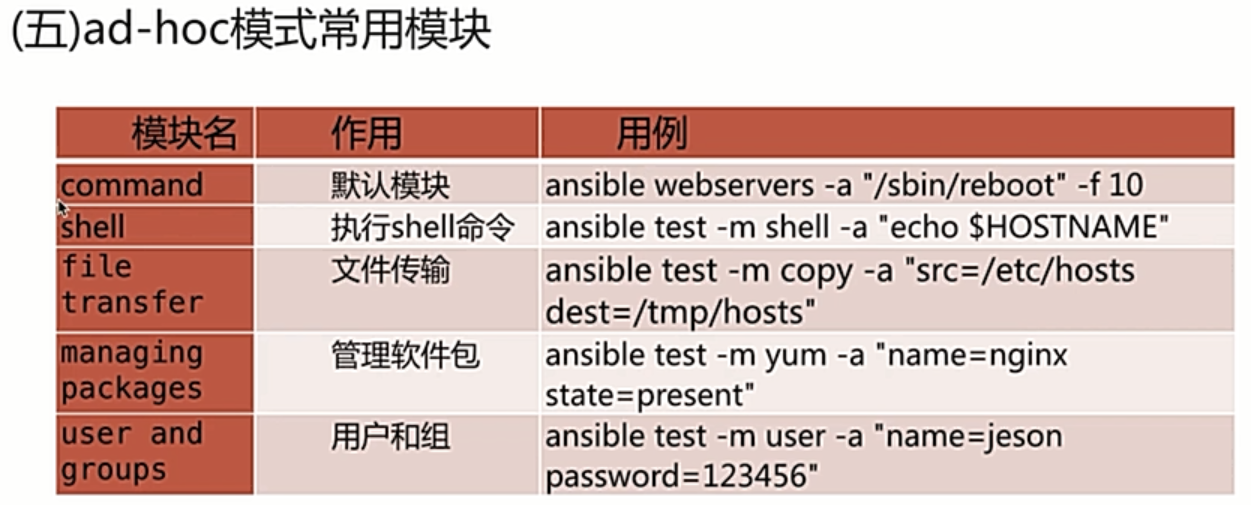 (五)ad-hoc模式常用模块
模块名 作用 用例
command 默认模块 ansible webservers -a "/sbin/reboot" -f 10
shell 执行shell命令 ansible test -m shell -a "echo $HOSTNAME"
file 文件传输 ansible test -m copy -a "src=/etc/hosts
transfer dest=/tmp/hosts"
managing 管理软件包 ansible test -m yum -a "name=nginx
packages state=present"
user and 用户和组 ansible test -m user -a "name=jeson
groups password=123456"